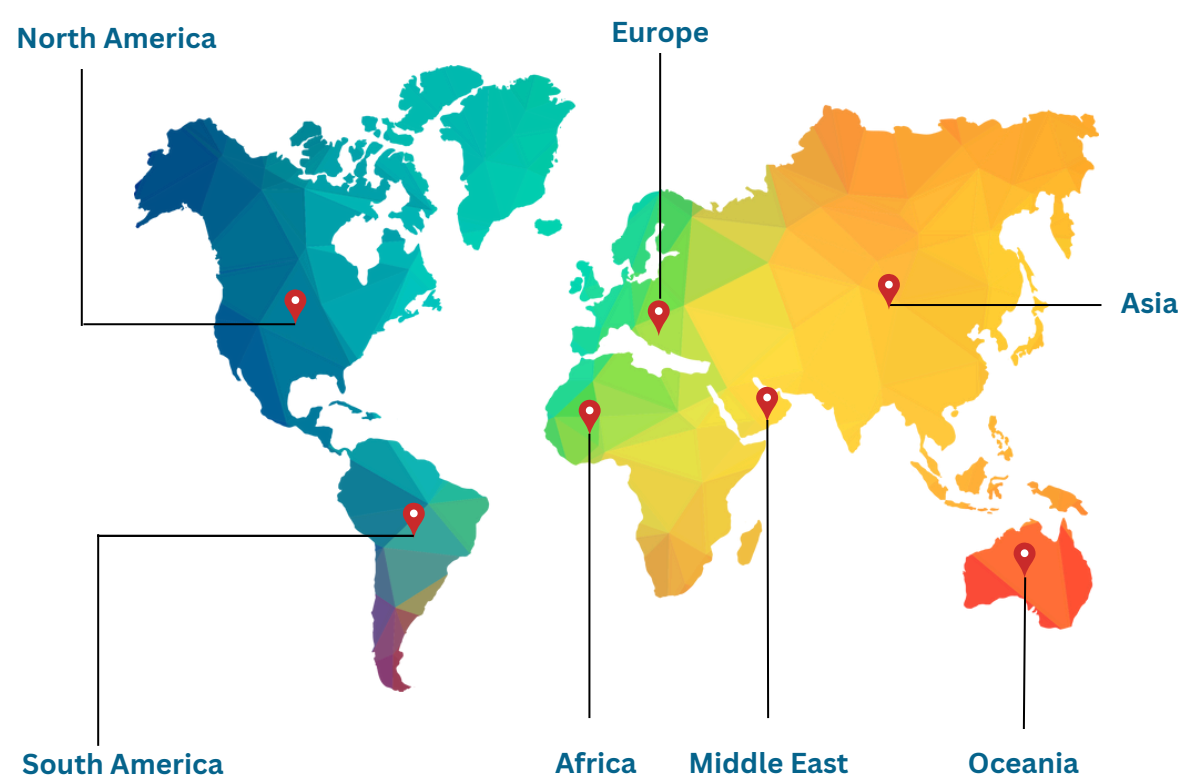 North America
Europe
Asia
South America
Africa
Middle East
Oceania